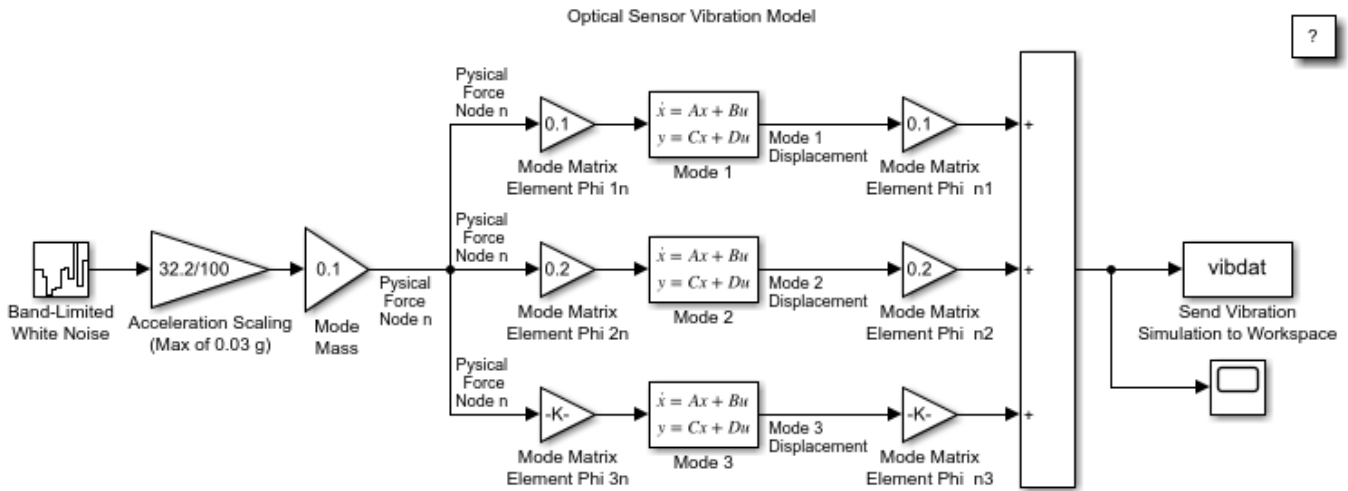 Optical Sensor Vibration Model
?
Pysical
Force
Node n
0.1
Mode Matrix
Element Phi 1n
ẋ = Ax + Bu
y = Cx + Du
Mode 1
Mode 1
Displacement
0.1
Mode Matrix
Element Phi n1
+
Band-Limited
White Noise
32.2/100
Acceleration Scaling
(Max of 0.03 g)
0.1
Mode
Mass
Pysical
Force
Node n
Pysical
Force
Node n
0.2
Mode Matrix
Element Phi 2n
ẋ = Ax + Bu
y = Cx + Du
Mode 2
Mode 2
Displacement
0.2
Mode Matrix
Element Phi n2
+
vibdat
Send Vibration
Simulation to Workspace
Pysical
Force
Node n
-K-
Mode Matrix
Element Phi 3n
ẋ = Ax + Bu
y = Cx + Du
Mode 3
Mode 3
Displacement
-K-
Mode Matrix
Element Phi n3
+